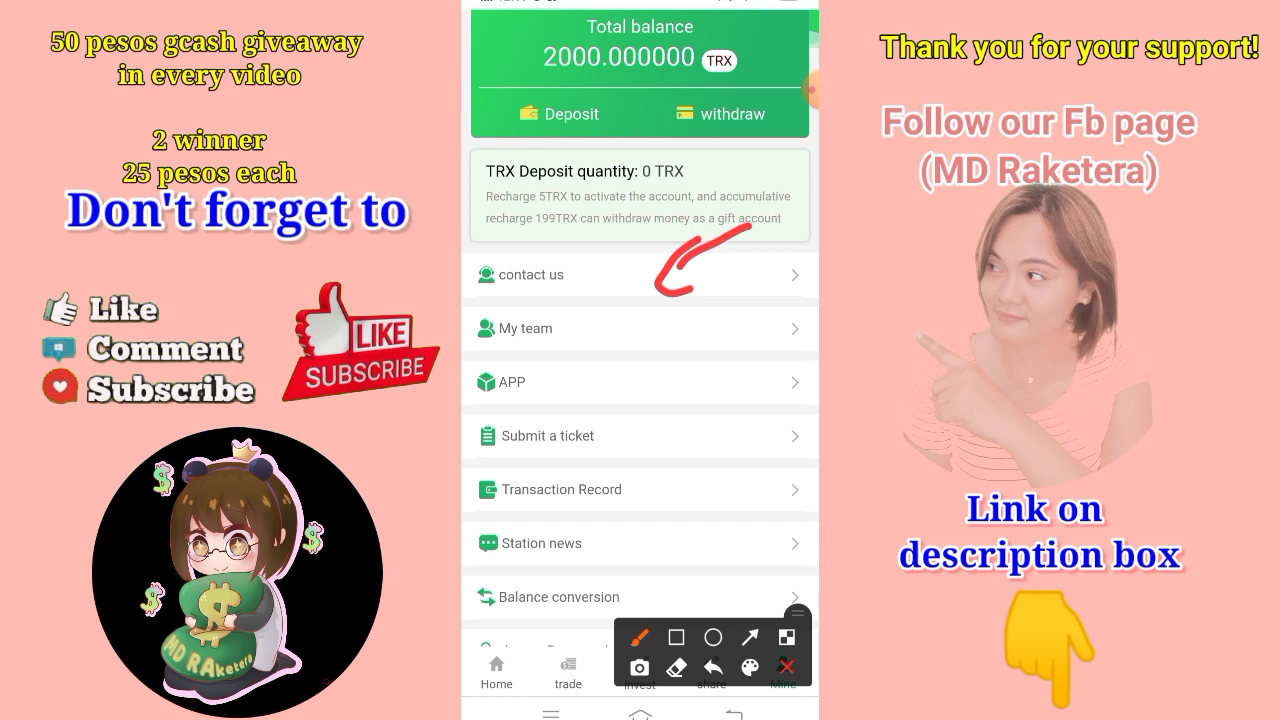 50 pesos gcash giveaway
in every video
2 winner
25 pesos each
Don't forget to
Like
Comment
Subscribe
LIKE
SUBSCRIBE
MD RAketera
Total balance
2000.000000 TRX
Deposit
withdraw
TRX Deposit quantity: 0 TRX
Recharge 5TRX to activate the account, and accumulative
recharge 199TRX can withdraw money as a gift account
contact us
My team
APP
Submit a ticket
Transaction Record
Station news
Balance conversion
Home
trade
invest
share
Mine
Thank you for your support!
Follow our Fb page
(MD Raketera)
Link on
description box